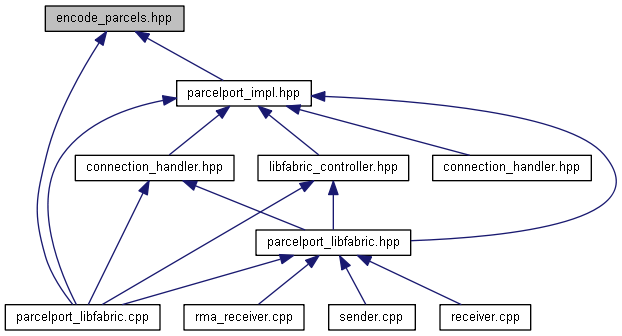 encode_parcels.hpp
parcelport_impl.hpp
connection_handler.hpp
libfabric_controller.hpp
connection_handler.hpp
parcelport_libfabric.hpp
parcelport_libfabric.cpp
rma_receiver.cpp
sender.cpp
receiver.cpp